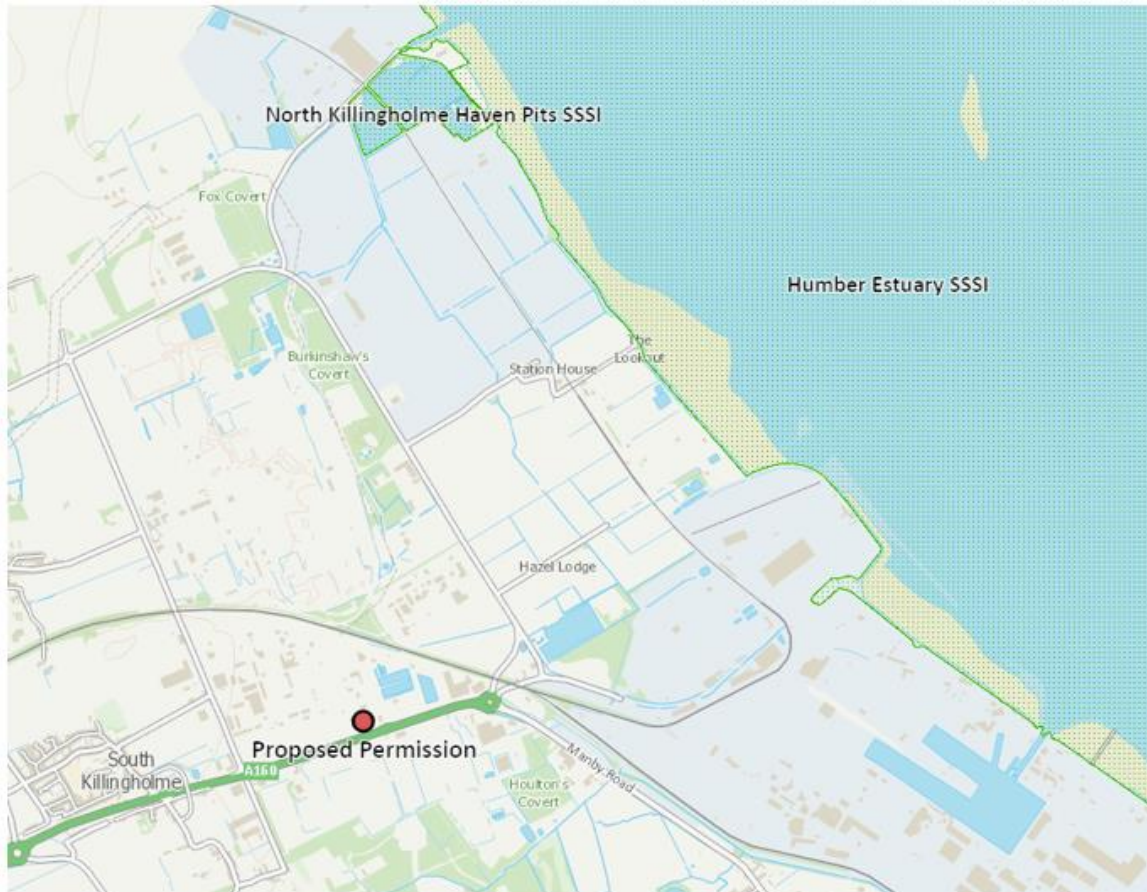 North Killingholme Haven Pits SSSI
Fox Covert
Humber Estuary SSSI
The
Lookout
Burkinshaw's
Covert
Station House
Hazel Lodge
Proposed Permission
South
Killingholme
A160
Manby Road
Houlton's
Covert